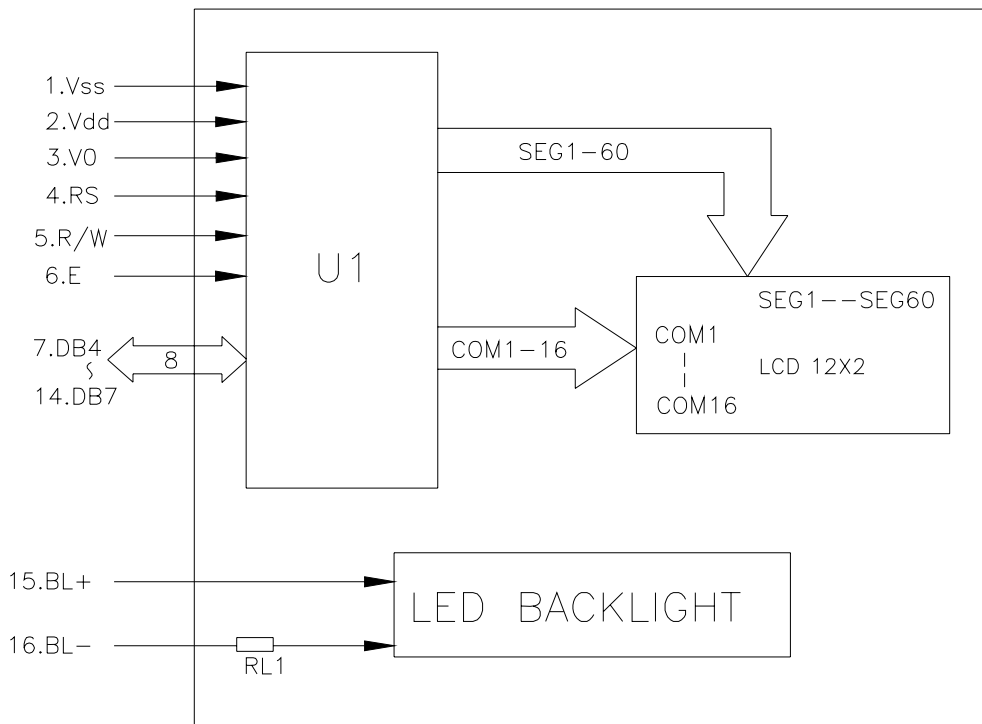 1.Vss
2.Vdd
3.V0
4.RS
5.R/W
6.E
7.DB4
14.DB7
8
U1
SEG1-60
COM1-16
SEG1--SEG60
COM1
LCD 12X2
COM16
15.BL+
16.BL-
RL1
LED BACKLIGHT